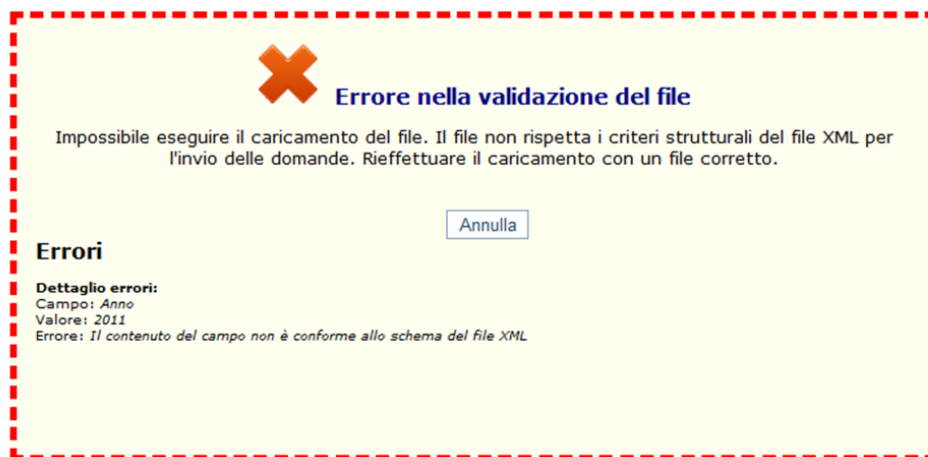 Errore nella validazione del file
Impossibile eseguire il caricamento del file. Il file non rispetta i criteri strutturali del file XML per
l'invio delle domande. Rieffettuare il caricamento con un file corretto.
Annulla
Errori
Dettaglio errori:
Campo: Anno
Valore: 2011
Errore: Il contenuto del campo non è conforme allo schema del file XML